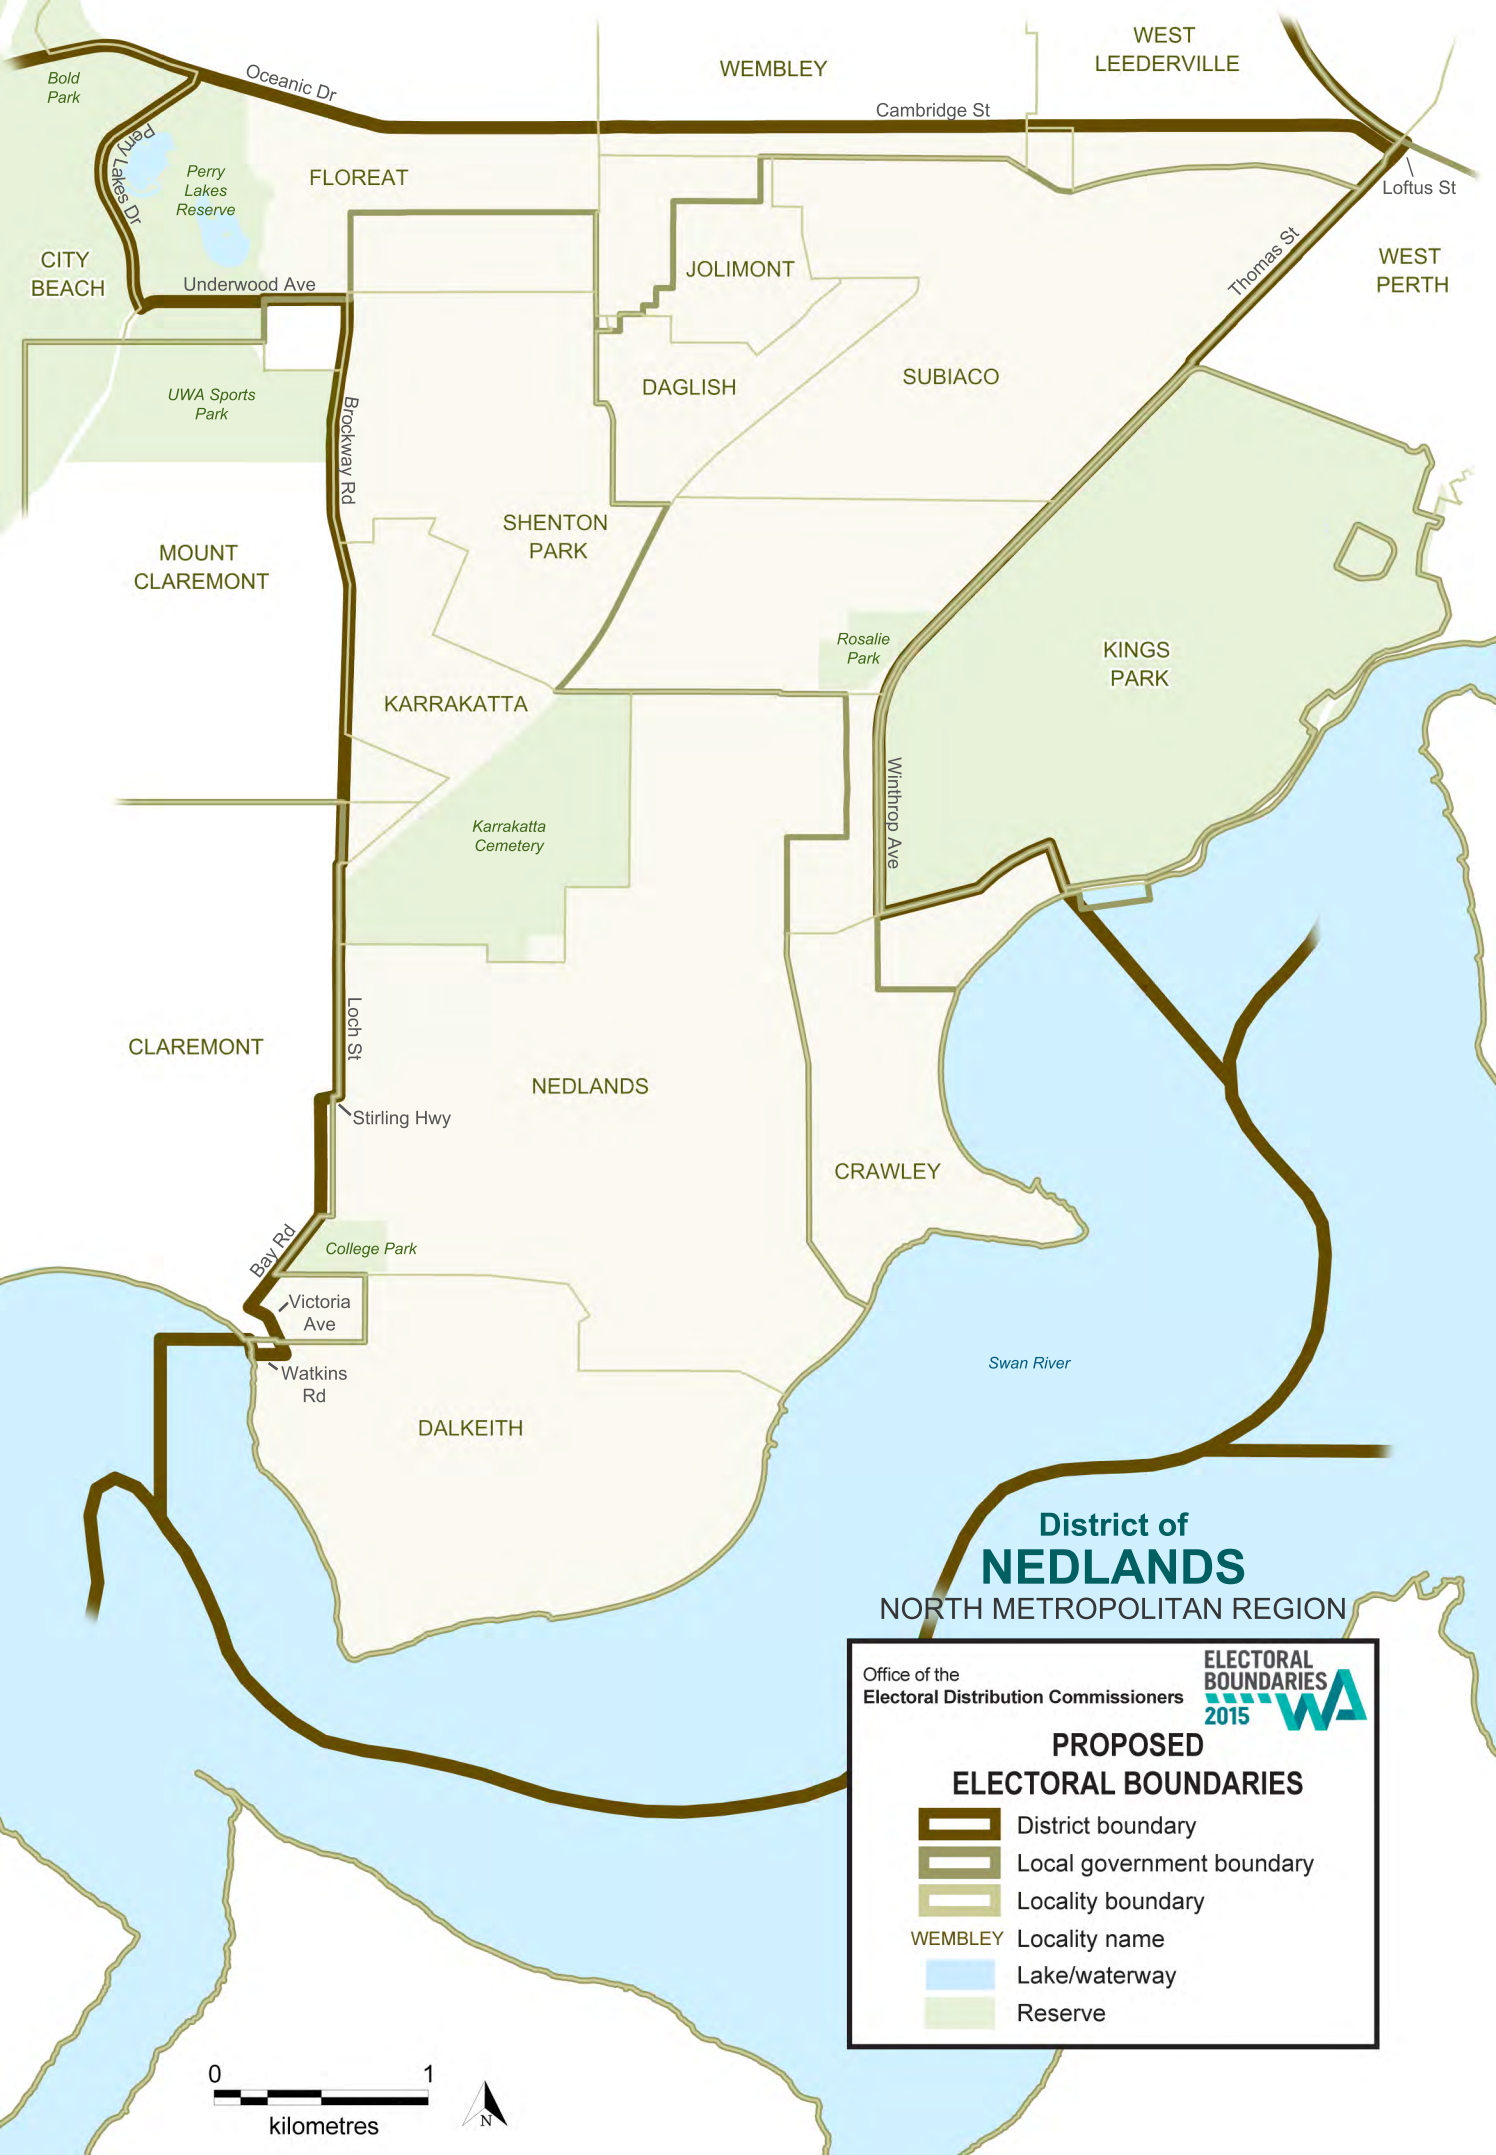 WEST
LEEDERVILLE
WEMBLEY
Bold
Park
Oceanic Dr
Cambridge St
Perry Lakes Dr
Perry
Lakes
Reserve
FLOREAT
Loftus St
CITY
BEACH
Underwood Ave
JOLIMONT
Thomas St
WEST
PERTH
UWA Sports
Park
Brockway Rd
DAGLISH
SUBIACO
MOUNT
CLAREMONT
SHENTON
PARK
Rosalie
Park
KINGS
PARK
KARRAKATTA
Winthrop Ave
Karrakatta
Cemetery
Loch St
CLAREMONT
NEDLANDS
Stirling Hwy
CRAWLEY
Bay Rd
College Park
Victoria
Ave
Watkins
Rd
Swan River
DALKEITH
District of
NEDLANDS
NORTH METROPOLITAN REGION
Office of the
Electoral Distribution Commissioners
ELECTORAL
BOUNDARIES
2015 WA
PROPOSED
ELECTORAL BOUNDARIES
District boundary
Local government boundary
Locality boundary
WEMBLEY Locality name
Lake/waterway
Reserve
0 1
kilometres
N